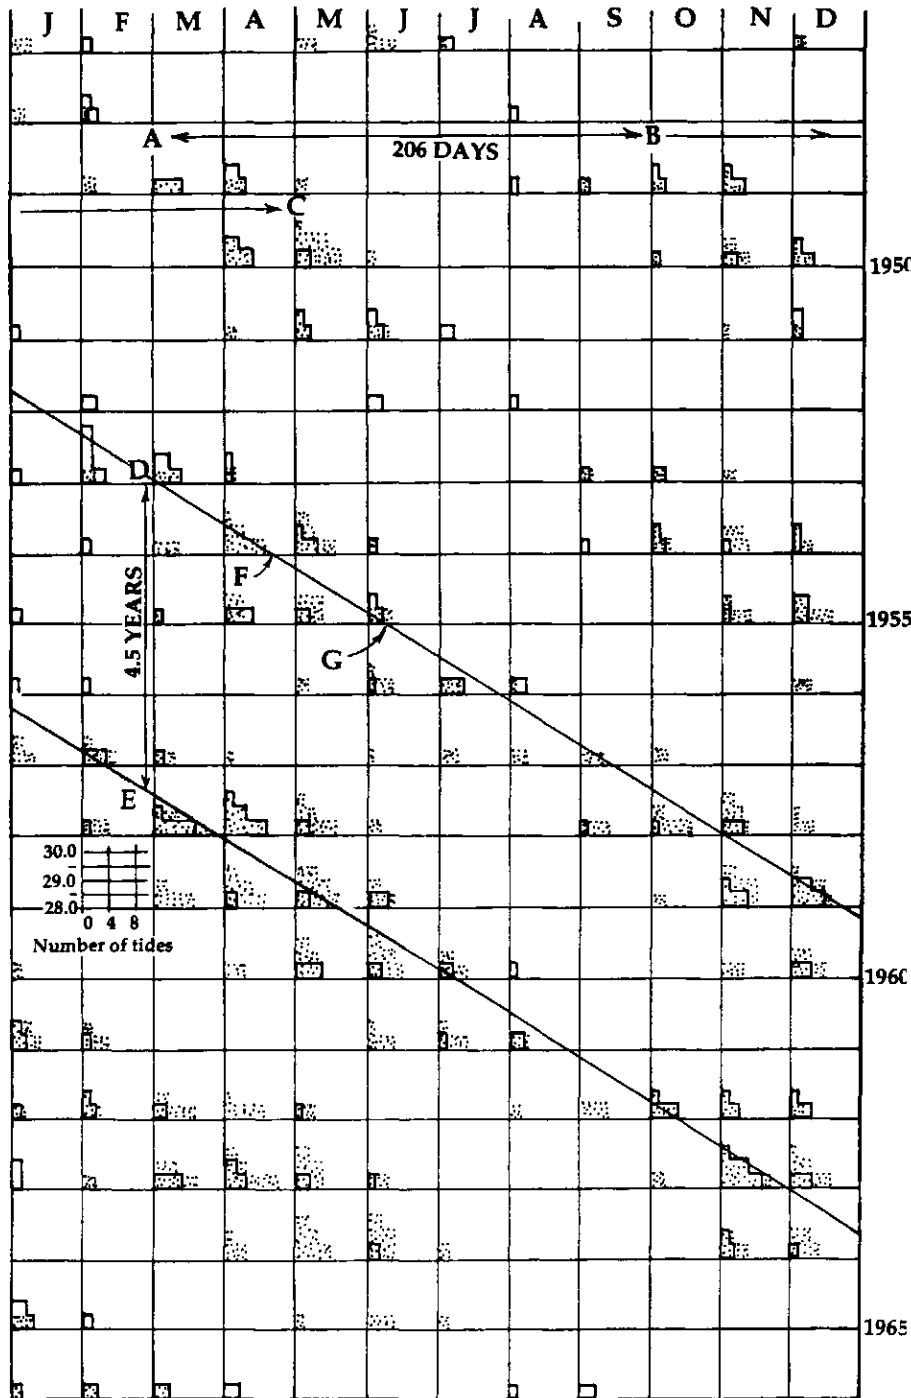 J F M A M J J A S O N D
A B
206 DAYS
C
1950
D
F
4.5 YEARS
1955
G
E
30.0
29.0
28.0
0 4 8
Number of tides
1960
1965